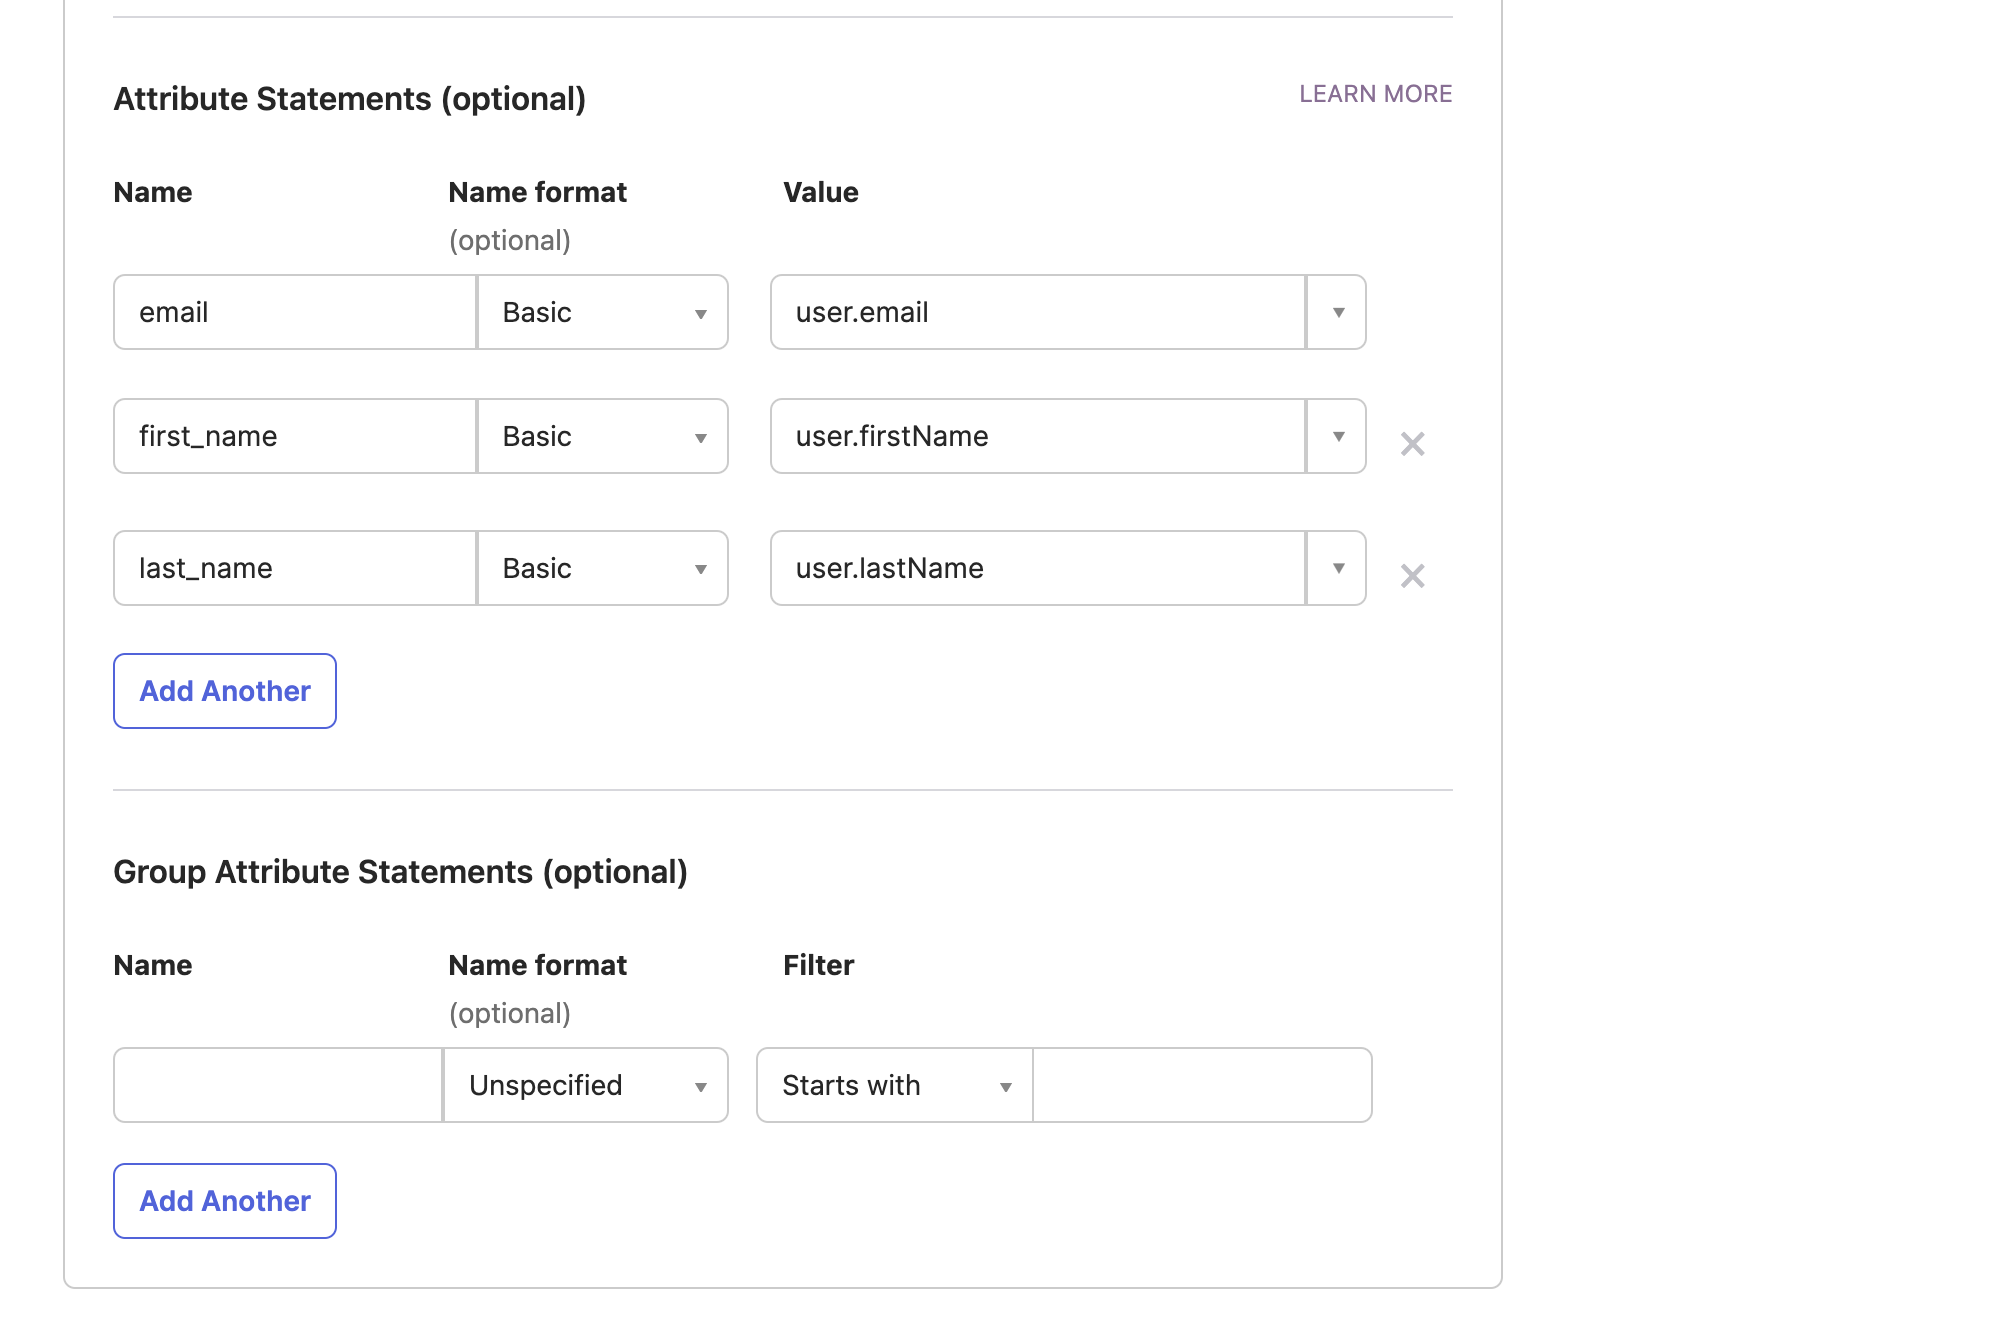 Attribute Statements (optional)
LEARN MORE
Name Name format Value
(optional)
email Basic user.email
first_name Basic user.firstName
last_name Basic user.lastName
Add Another
Group Attribute Statements (optional)
Name Name format Filter
(optional)
Unspecified Starts with
Add Another